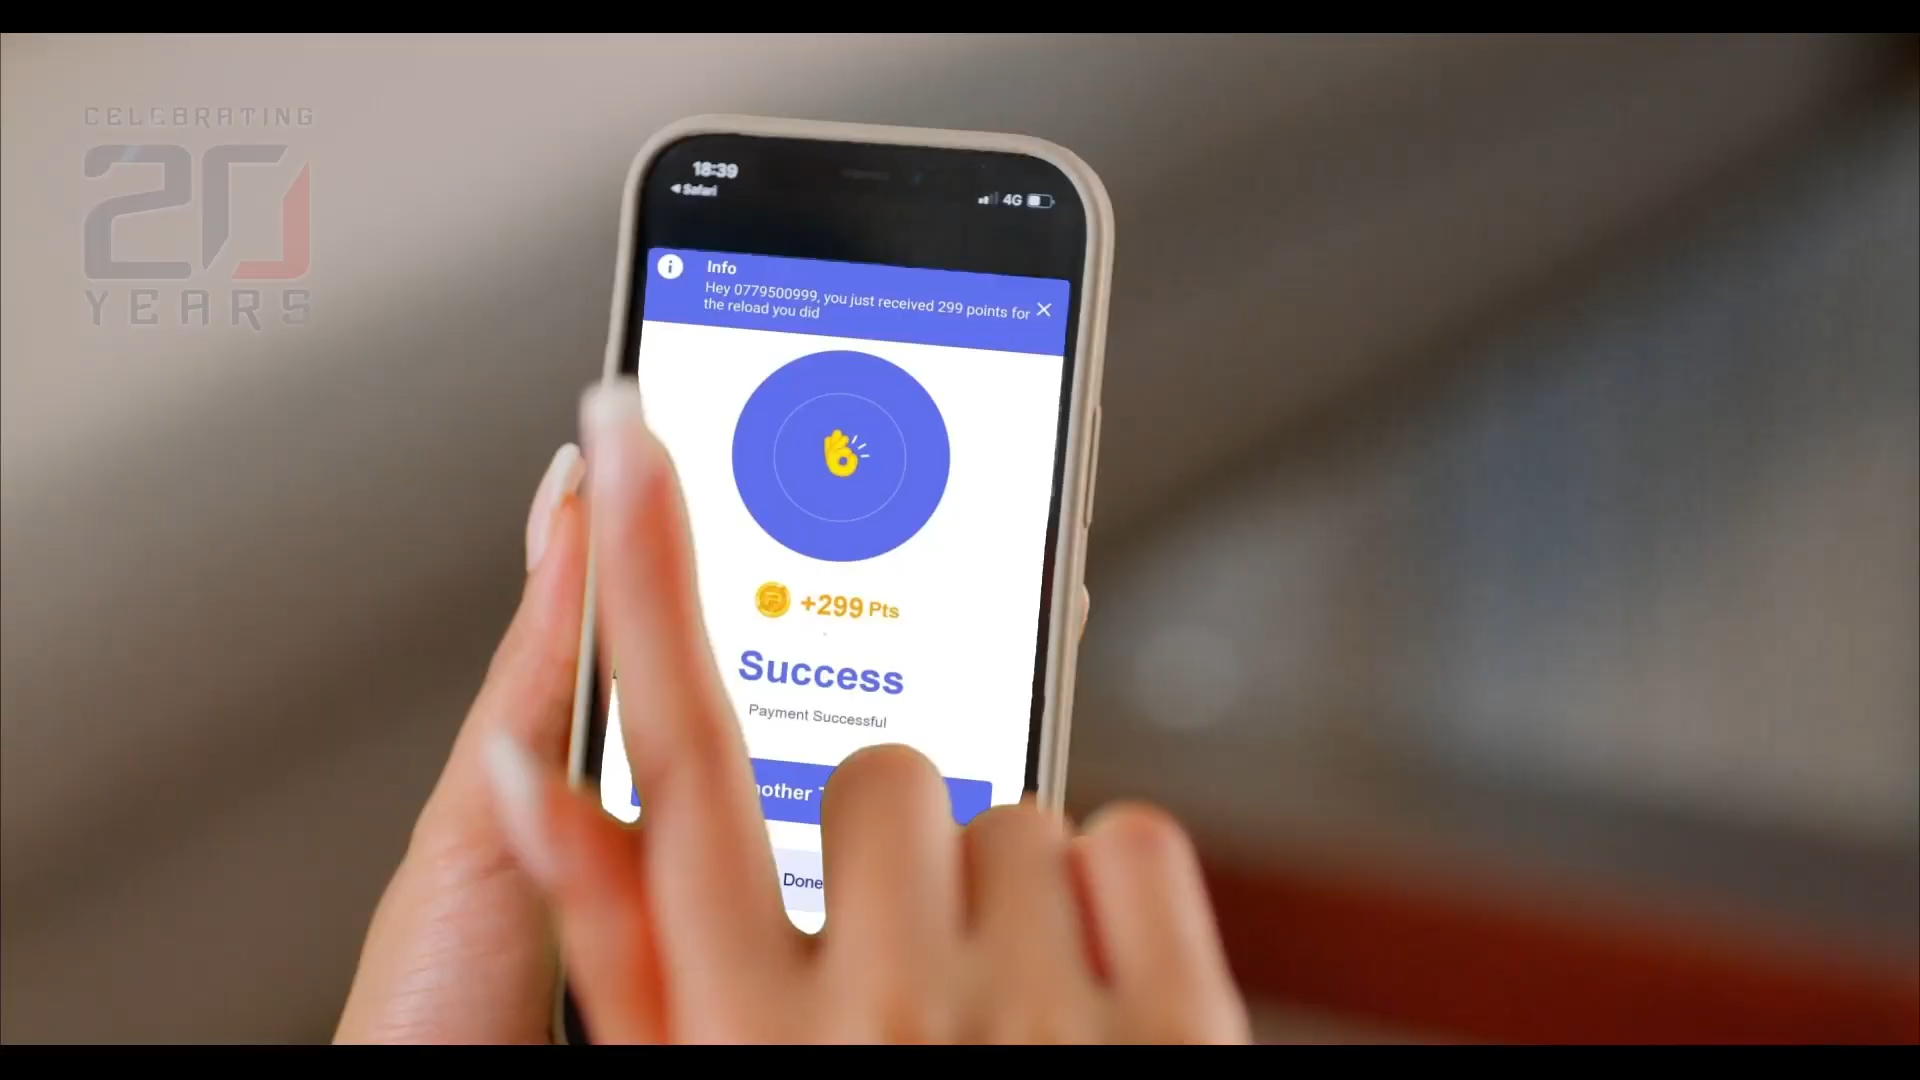 CELEBRATING
20
YEARS
18:39
Safari
4G
Info
Hey 0779500999, you just received 299 points for
the reload you did
+299 Pts
Success
Payment Successful
Done